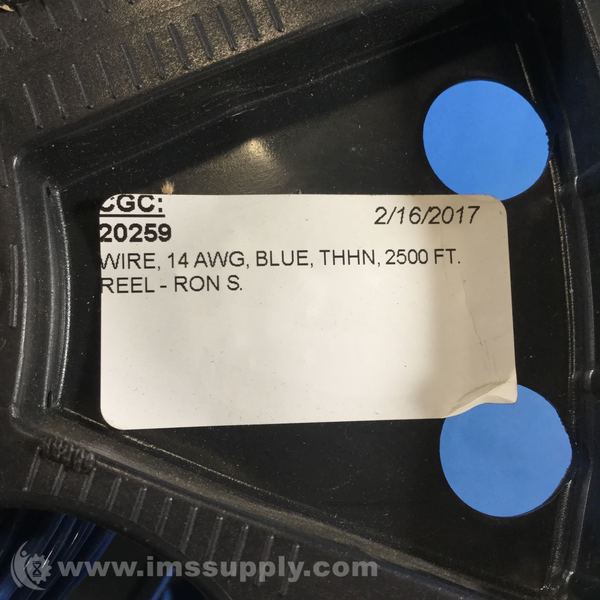 CGC: 2/16/2017
20259
WIRE, 14 AWG, BLUE, THHN, 2500 FT.
REEL - RON S.
www.imssupply.com